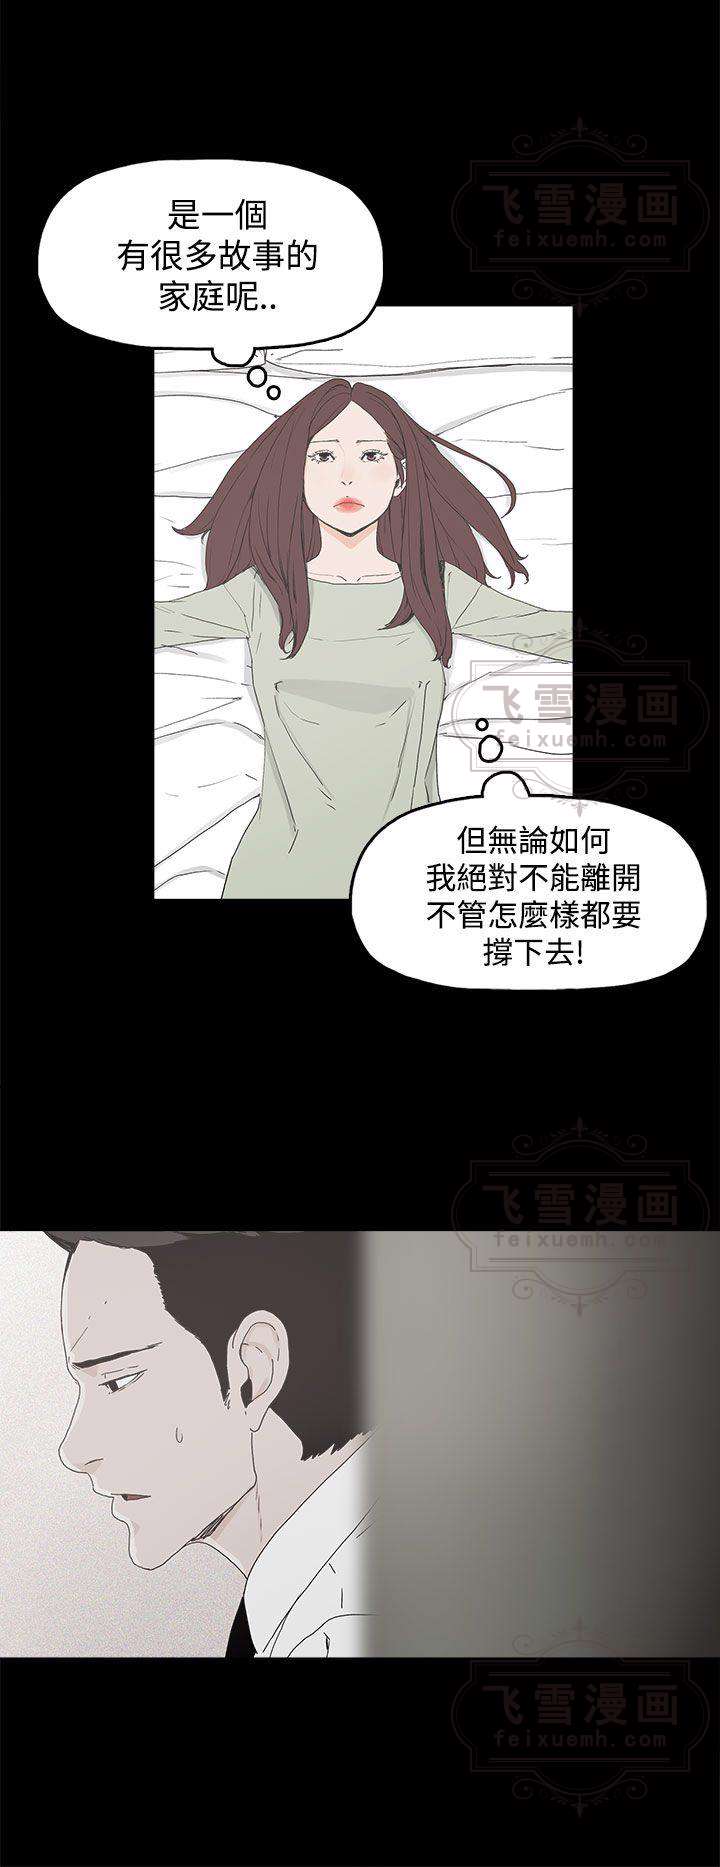 飞雪漫画
feixuemh.com
是一個
有很多故事的
家庭呢..
飞雪漫画
feixuemh.com
但無論如何
我絕對不能離開
不管怎麼樣都要
撐下去!
飞雪漫画
feixuemh.com
飞雪漫画
feixuemh.com